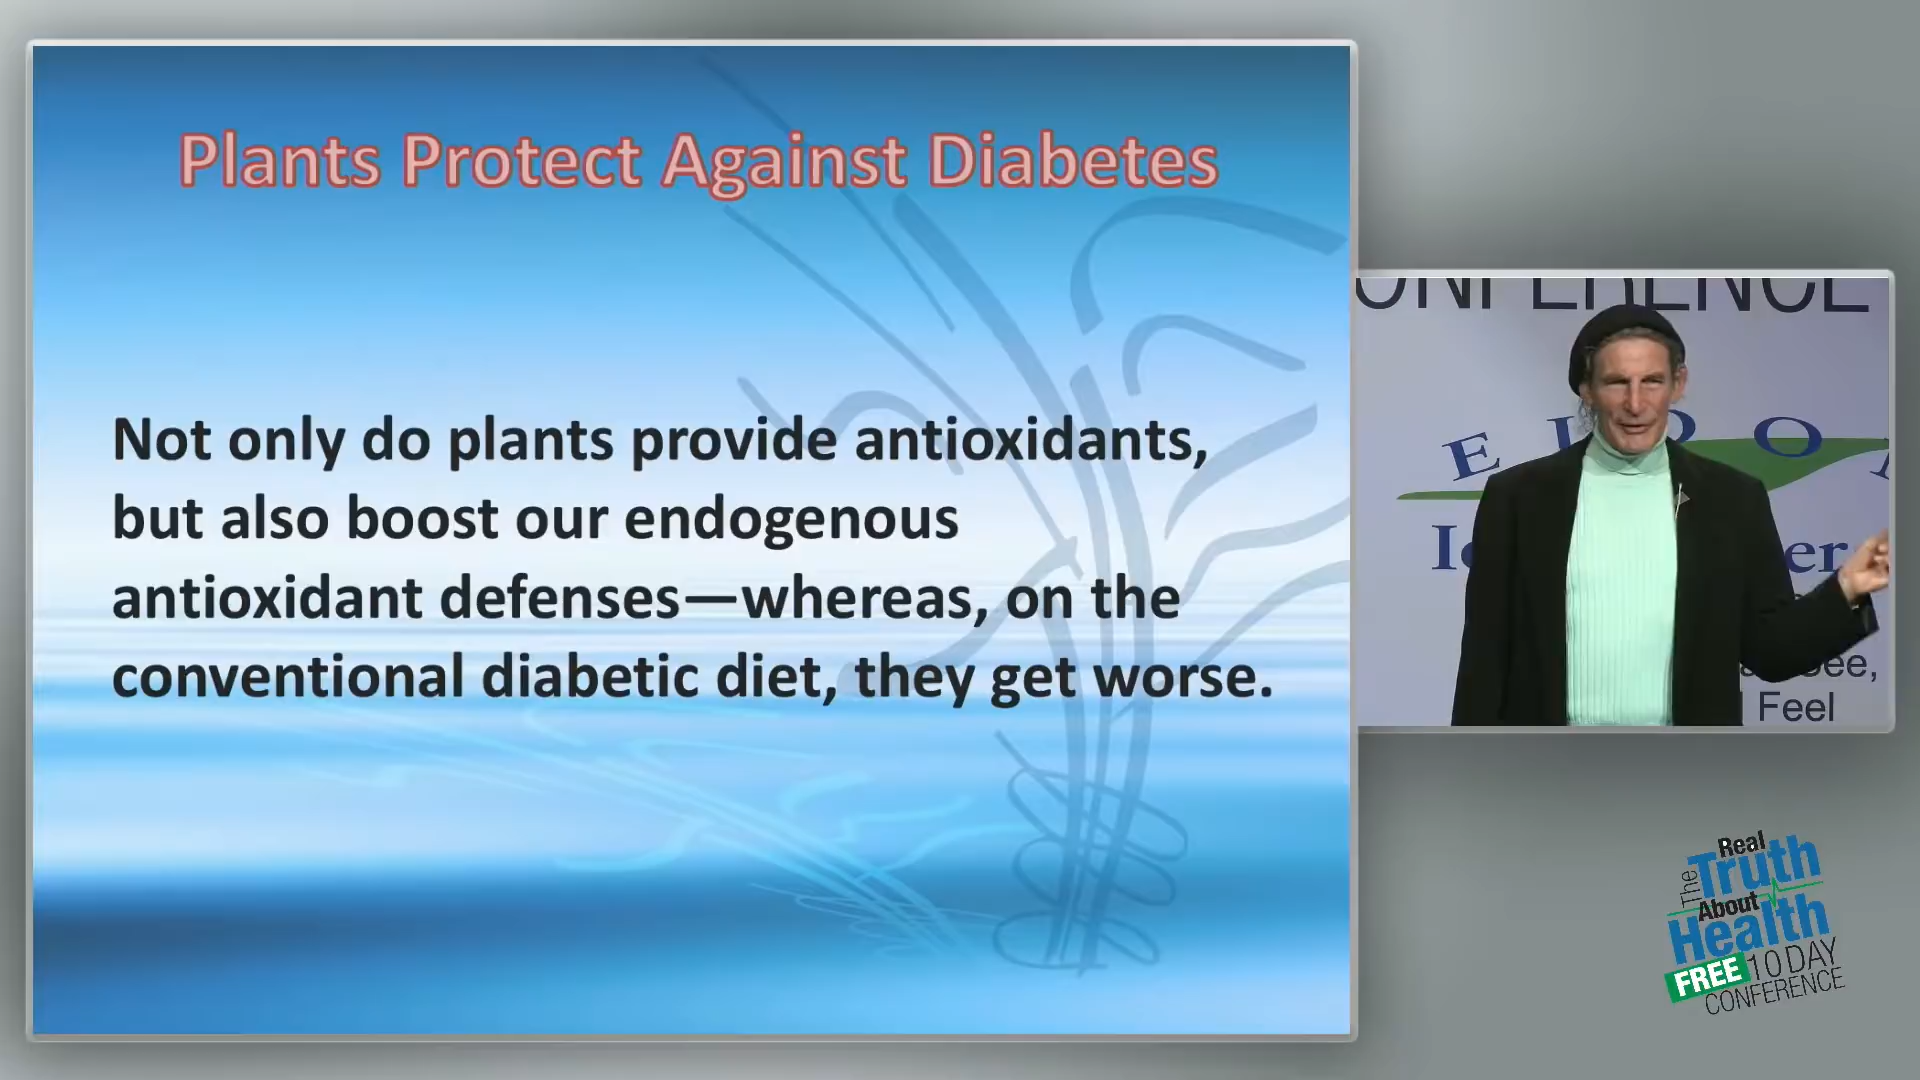 Plants Protect Against Diabetes
Not only do plants provide antioxidants,
but also boost our endogenous
antioxidant defenses—whereas, on the
conventional diabetic diet, they get worse.
CONFERENCE
Feel
The Real
Truth
About
Health
FREE 10 DAY
CONFERENCE